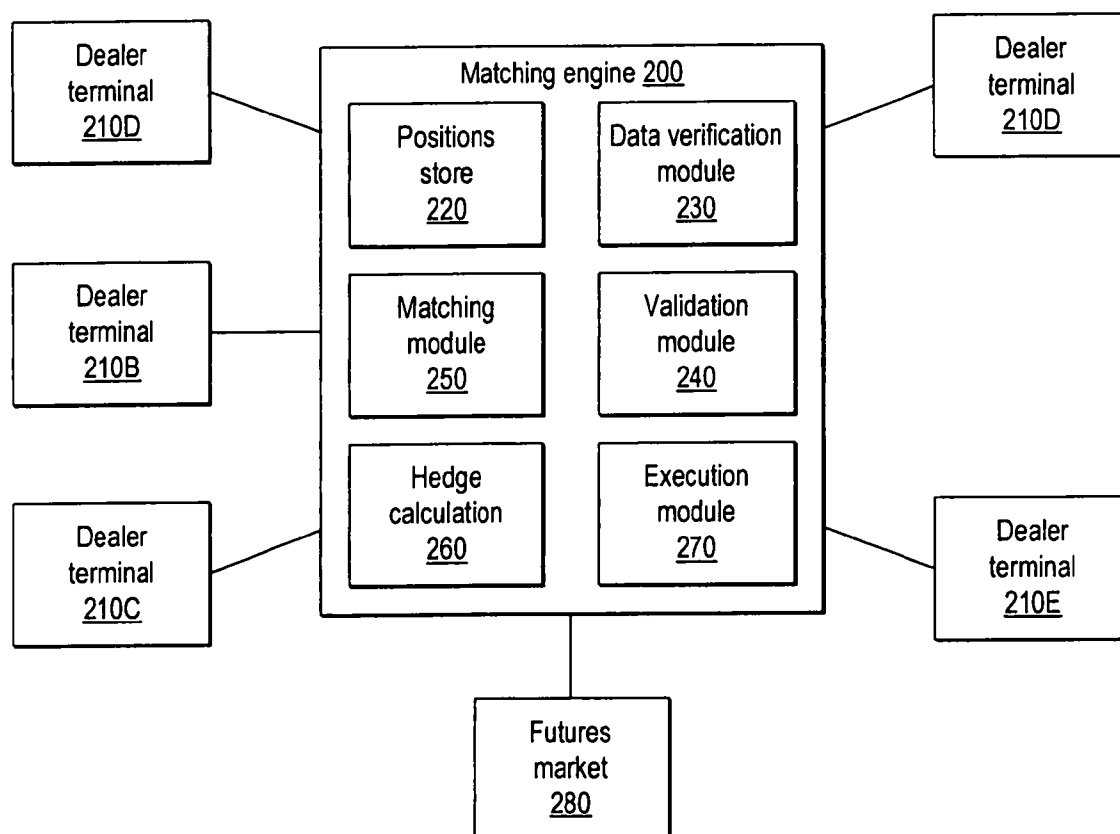 Dealer
terminal
210D
Matching engine 200
Dealer
terminal
210D
Positions
store
220
Data verification
module
230
Dealer
terminal
210B
Matching
module
250
Validation
module
240
Dealer
terminal
210C
Hedge
calculation
260
Execution
module
270
Dealer
terminal
210E
Futures
market
280